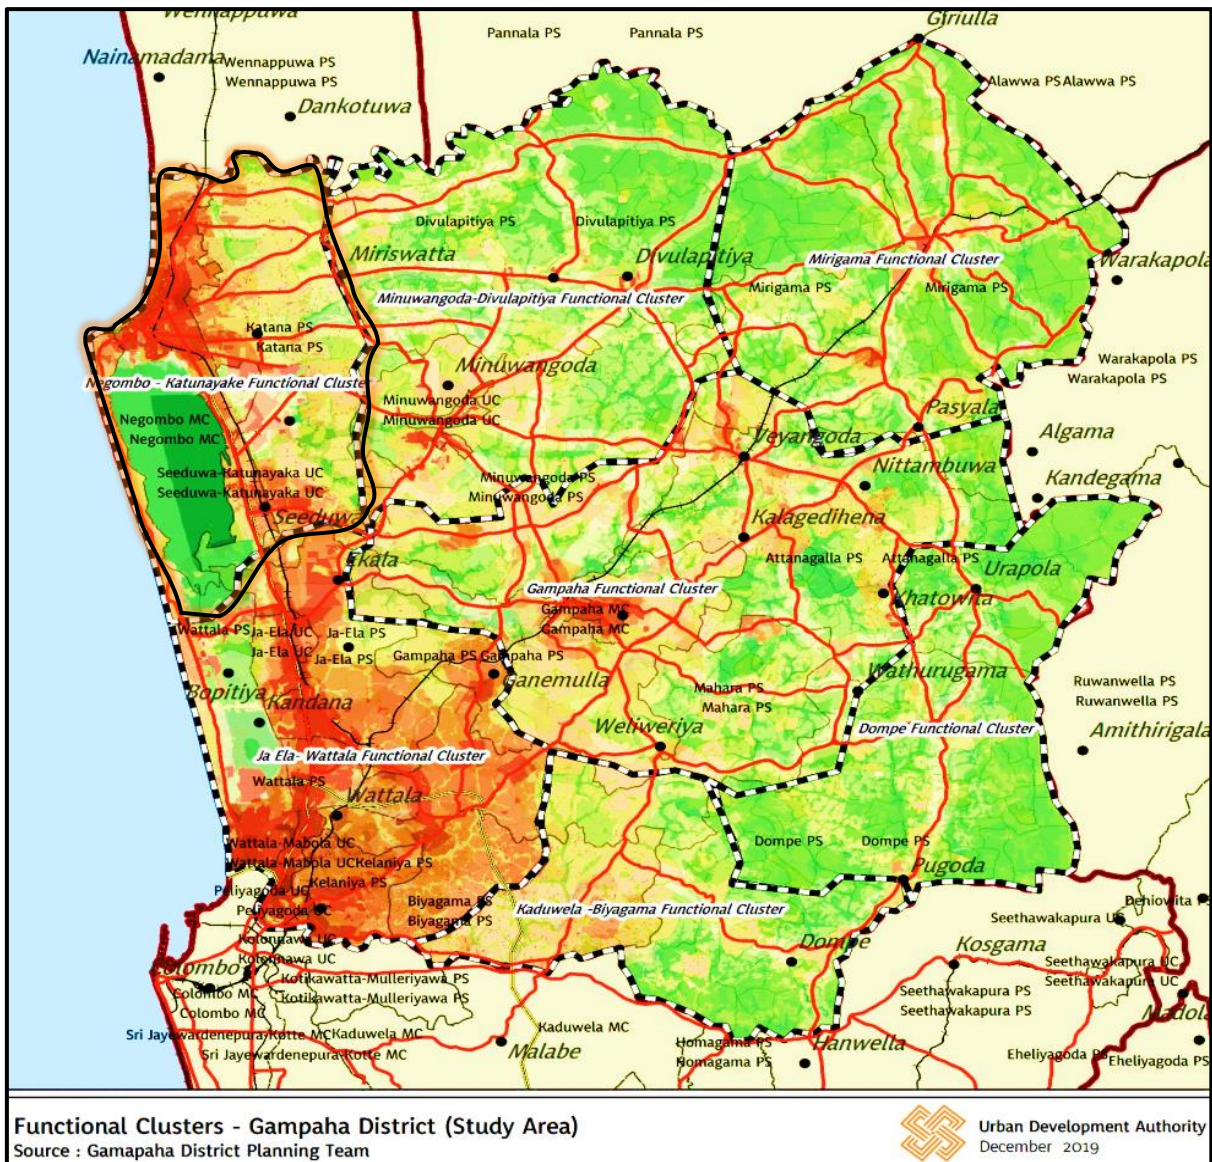 Wennappuwa
Giriulla
Pannala PS
Pannala PS
Nainamadama
Wennappuwa PS
Wennappuwa PS
Alawwa PS
Alawwa PS
Dankotuwa
Divulapitiya PS
Divulapitiya PS
Miriswatta
Divulapitiya
Mirigama Functional Cluster
Warakapola
Mirigama PS
Mirigama PS
Minuwangoda-Divulapitiya Functional Cluster
Katana PS
Katana PS
Warakapola PS
Warakapola PS
Minuwangoda
Negombo - Katunayake Functional Cluster
Minuwangoda UC
Minuwangoda UC
Pasyala
Negombo MC
Negombo MC
Veyangoda
Algama
Seeduwa-Katunayaka UC
Seeduwa-Katunayaka UC
Minuwangoda PS
Minuwangoda PS
Nittambuwa
Kandegama
Seeduwa
Kalagedihena
Ekala
Attanagalla PS
Attanagalla PS
Urapola
Gampaha Functional Cluster
Khatowita
Gampaha MC
Gampaha MC
Wattala PS
Ja-Ela UC
Ja-Ela UC
Ja-Ela PS
Ja-Ela PS
Gampaha PS
Gampaha PS
Ganemulla
Wathurugama
Bopitiya
Kandana
Mahara PS
Mahara PS
Ruwanwella PS
Ruwanwella PS
Weliweriya
Dompe Functional Cluster
Amithirigala
Ja Ela- Wattala Functional Cluster
Wattala PS
Wattala
Wattala-Mabola UC
Wattala-Mabola UC
Kelaniya PS
Kelaniya PS
Dompe PS
Dompe PS
Pugoda
Peliyagoda UC
Peliyagoda UC
Biyagama PS
Biyagama PS
Kaduwela -Biyagama Functional Cluster
Dehiowita PS
Seethawakapura UC
Kolonnawa UC
Kolonnawa UC
Dompe
Kosgama
Seethawakapura UC
Seethawakapura UC
Colombo
Kotikawatta-Mulleriyawa PS
Kotikawatta-Mulleriyawa PS
Colombo MC
Colombo MC
Seethawakapura PS
Seethawakapura PS
Madola
Sri Jayewardenepura-Kotte MC
Sri Jayewardenepura-Kotte MC
Kaduwela MC
Kaduwela MC
Malabe
Homagama PS
Homagama PS
Hanwella
Eheliyagoda PS
Eheliyagoda PS
Functional Clusters - Gampaha District (Study Area)
Source : Gamapaha District Planning Team
Urban Development Authority
December 2019